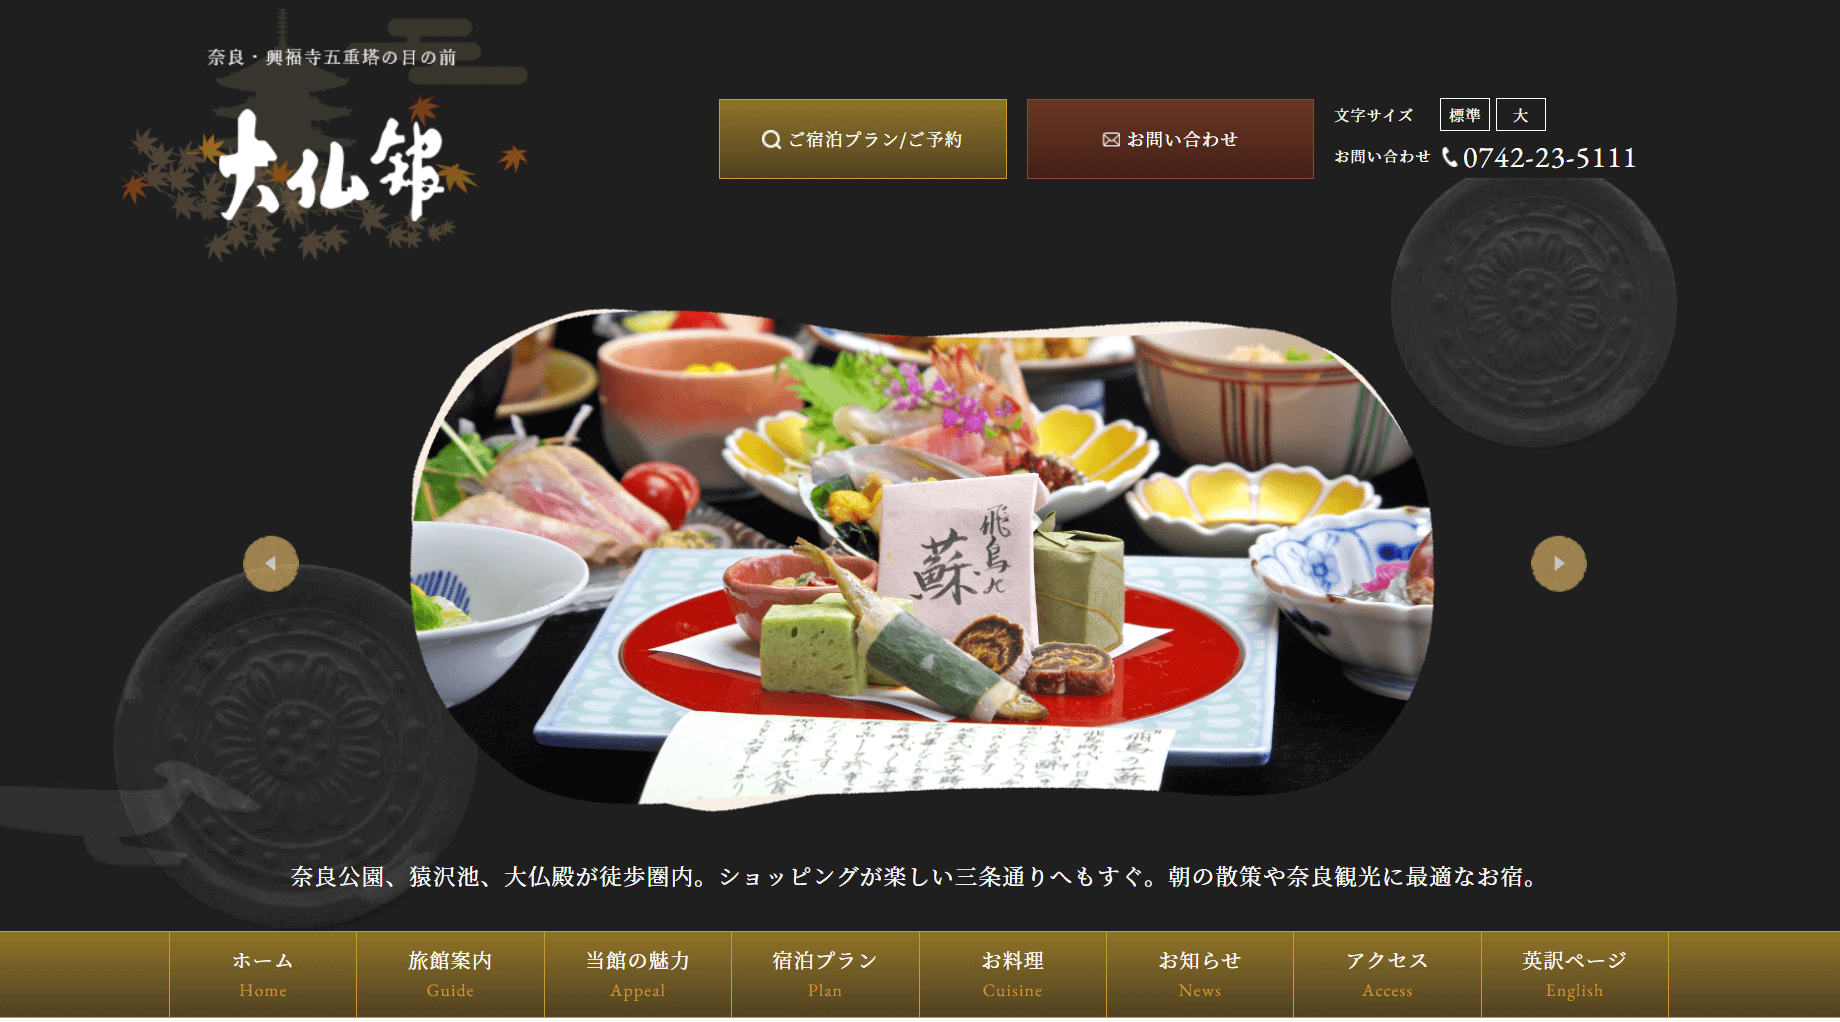 奈良・興福寺五重塔の目の前
大仏館
ご宿泊プラン/ご予約
お問い合わせ
文字サイズ 標準 大
お問い合わせ 0742-23-5111
飛鳥の
蘇
奈良公園、猿沢池、大仏殿が徒歩圏内。ショッピングが楽しい三条通りへもすぐ。朝の散策や奈良観光に最適なお宿。
ホーム 旅館案内 当館の魅力 宿泊プラン お料理 お知らせ アクセス 英訳ページ
Home Guide Appeal Plan Cuisine News Access English